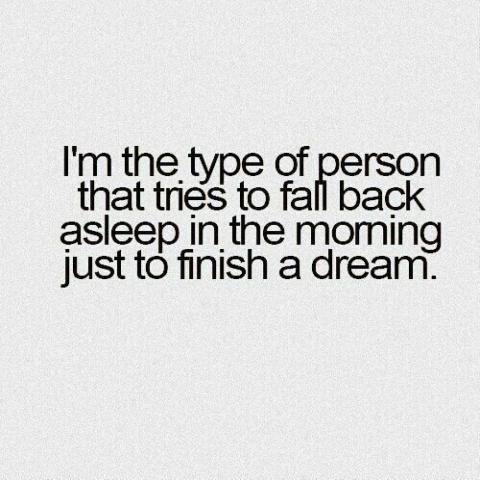 I'm the type of person
that tries to fall back
asleep in the morning
just to finish a dream.